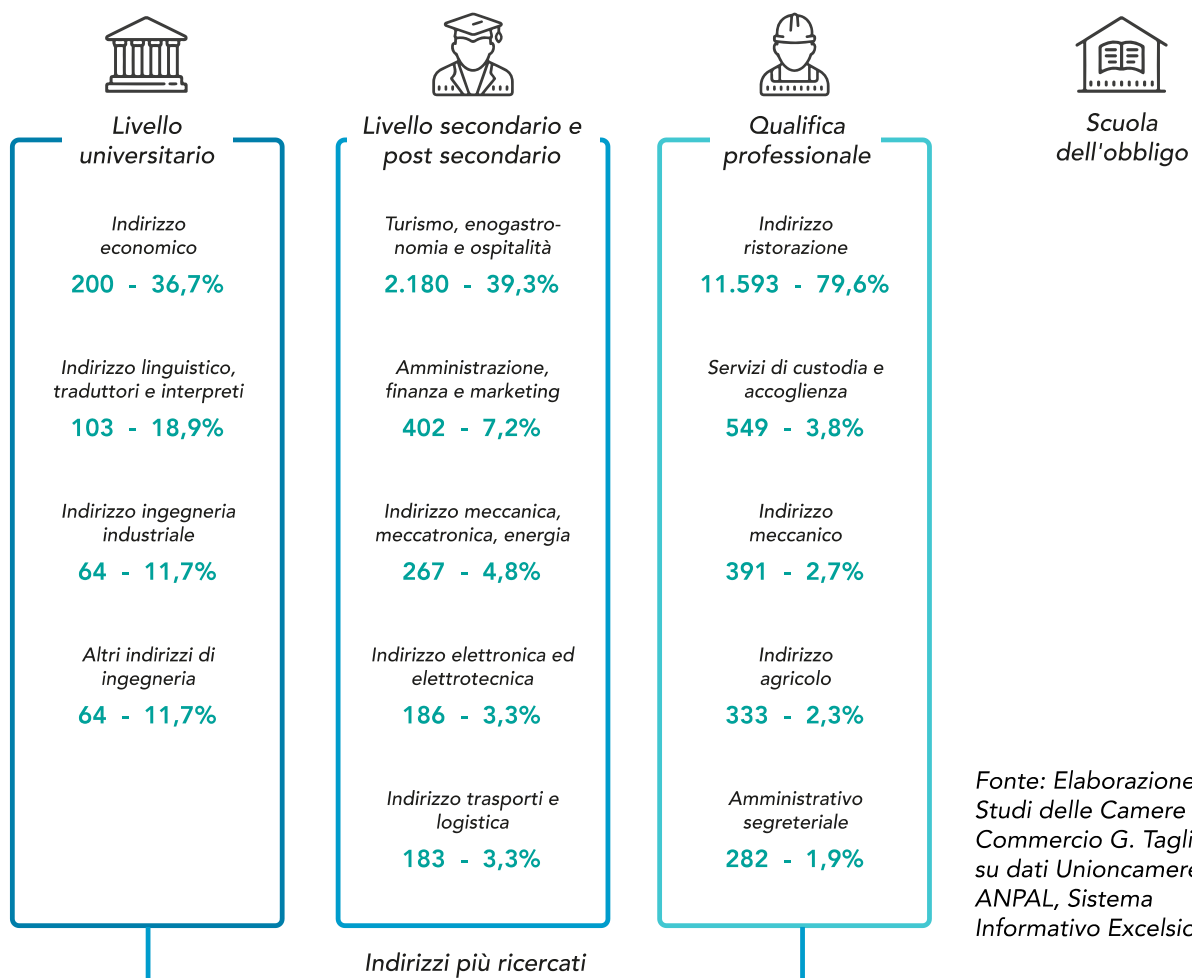 Livello
universitario
Indirizzo
economico
200 - 36,7%
Indirizzo linguistico,
traduttori e interpreti
103 - 18,9%
Indirizzo ingegneria
industriale
64 - 11,7%
Altri indirizzi di
ingegneria
64 - 11,7%
Livello secondario e
post secondario
Turismo, enogastro-
nomia e ospitalità
2.180 - 39,3%
Amministrazione,
finanza e marketing
402 - 7,2%
Indirizzo meccanica,
meccatronica, energia
267 - 4,8%
Indirizzo elettronica ed
elettrotecnica
186 - 3,3%
Indirizzo trasporti e
logistica
183 - 3,3%
Qualifica
professionale
Indirizzo
ristorazione
11.593 - 79,6%
Servizi di custodia e
accoglienza
549 - 3,8%
Indirizzo
meccanico
391 - 2,7%
Indirizzo
agricolo
333 - 2,3%
Amministrativo
segreteriale
282 - 1,9%
Scuola
dell'obbligo
Fonte: Elaborazione
Studi delle Camere
Commercio G.
su dati
ANPAL, Sistema
Informativo
Indirizzi più ricercati